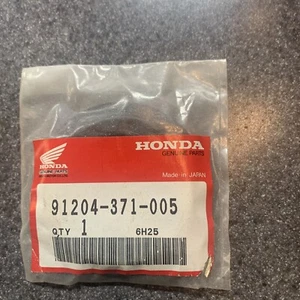 HONDA
HONDA
GENUINE PARTS
Made in JAPAN
91204-371-005
QTY 1 6H25